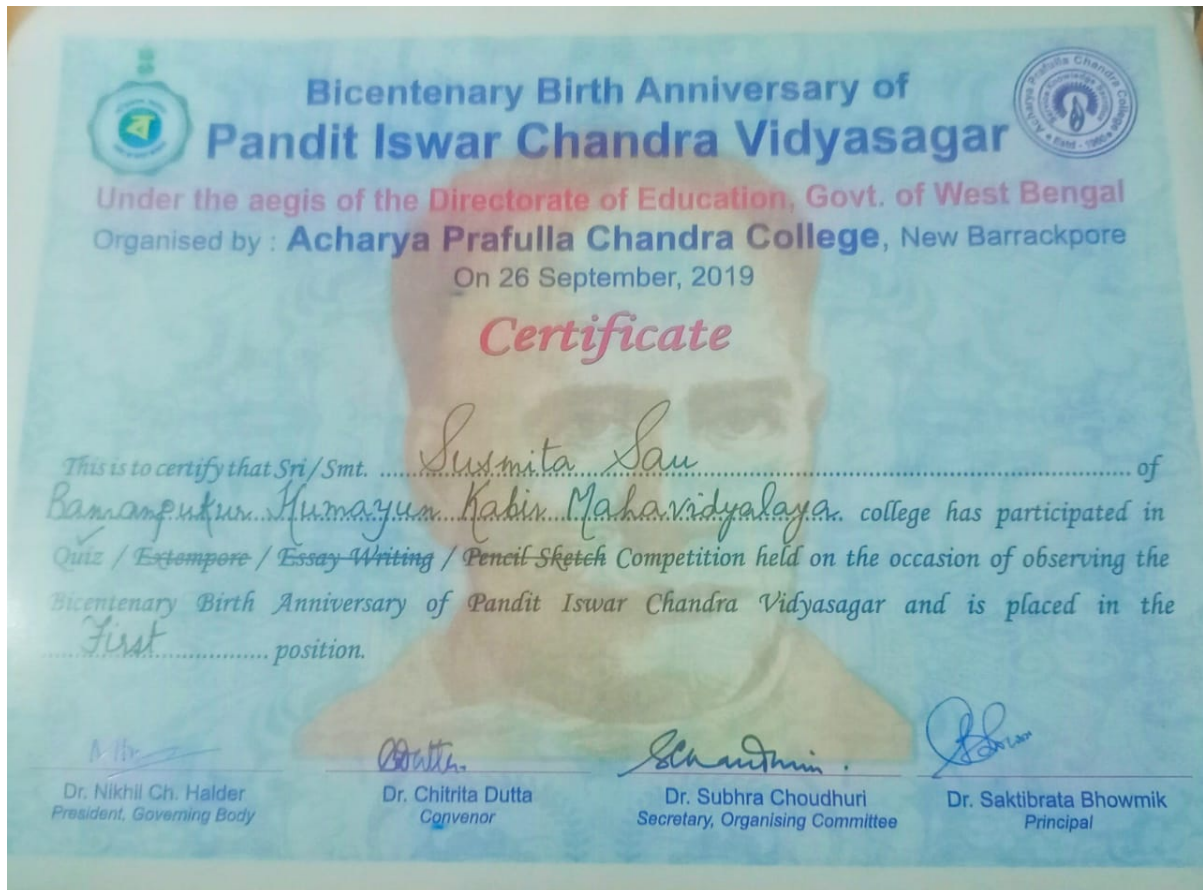 Bicentenary Birth Anniversary of
Pandit Iswar Chandra Vidyasagar
Under the aegis of the Directorate of Education, Govt. of West Bengal
Organised by : Acharya Prafulla Chandra College, New Barrackpore
On 26 September, 2019
Certificate
This is to certify that Sri/Smt. Susmita Sau of
Bamanpukur Humayun Kabir Mahavidyalaya. college has participated in
Quiz / Extempore / Essay Writing / Pencil Sketch Competition held on the occasion of observing the
Bicentenary Birth Anniversary of Pandit Iswar Chandra Vidyasagar and is placed in the
First position.
Dr. Nikhil Ch. Halder
President, Governing Body
Dr. Chitrita Dutta
Convenor
Dr. Subhra Choudhuri
Secretary, Organising Committee
Dr. Saktibrata Bhowmik
Principal